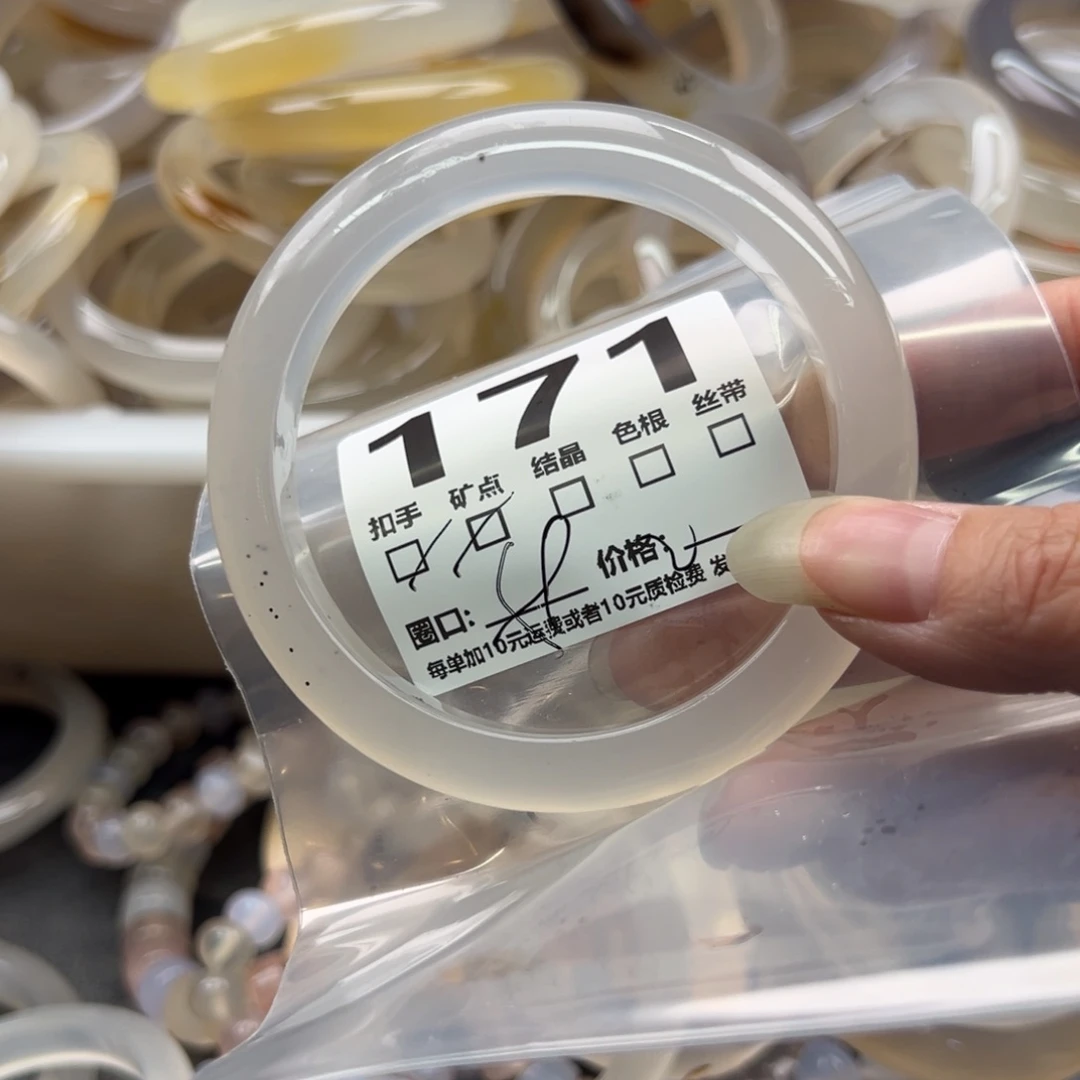 171
扣手 矿点 结晶 色根 丝带
圈口: 价格:
每单加10元运费或者10元质检费 发